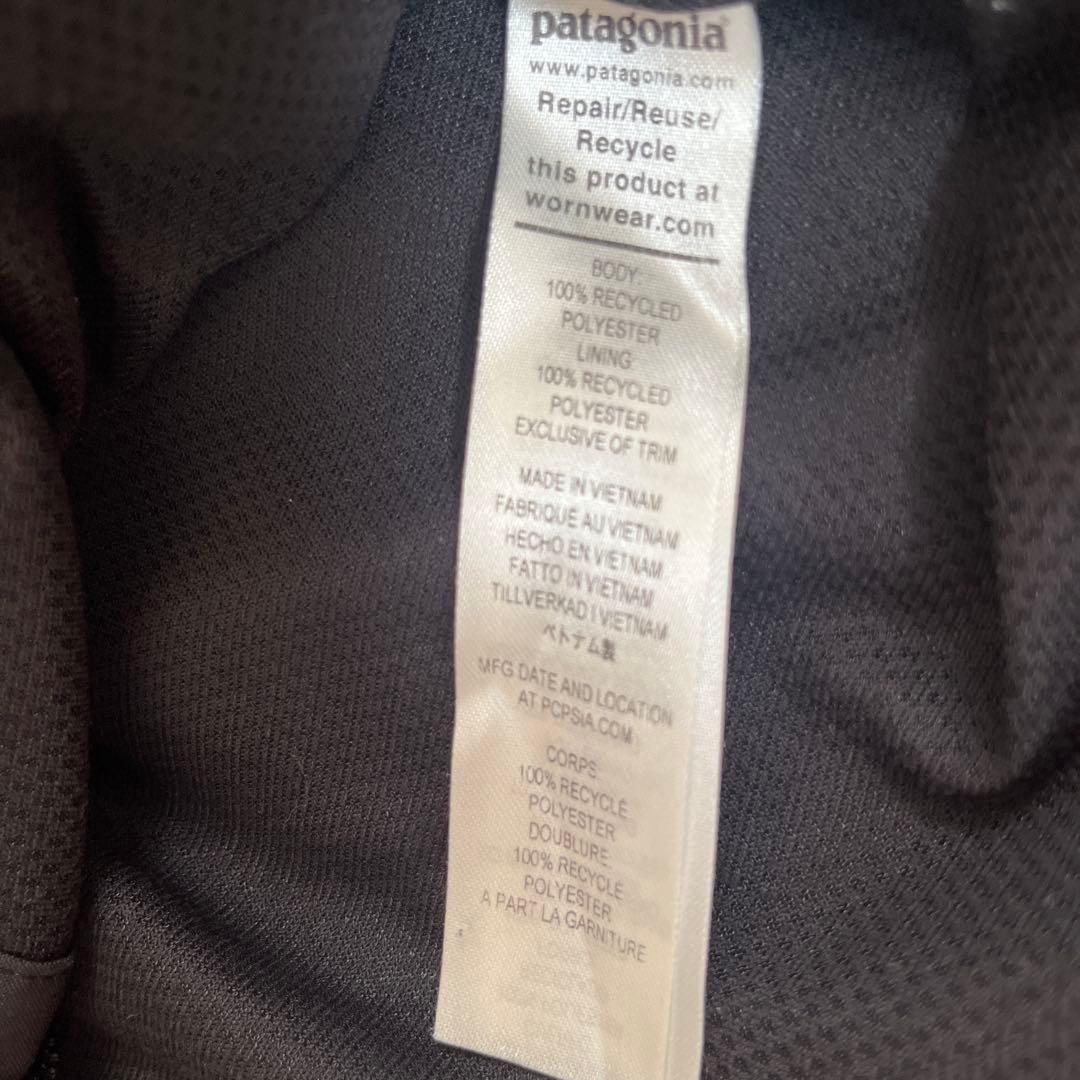 patagonia®
www.patagonia.com
Repair/Reuse/
Recycle
this product at
wornwear.com
BODY:
100% RECYCLED
POLYESTER
LINING:
100% RECYCLED
POLYESTER
EXCLUSIVE OF TRIM
MADE IN VIETNAM
FABRIQUÉ AU VIETNAM
HECHO EN VIETNAM
FATTO IN VIETNAM
TILLVERKAD I VIETNAM
ベトナム製
MFG DATE AND LOCATION
AT PCPSIA.COM
CORPS:
100% RECYCLÉ
POLYESTER
DOUBLURE:
100% RECYCLÉ
POLYESTER
A PART LA GARNITURE